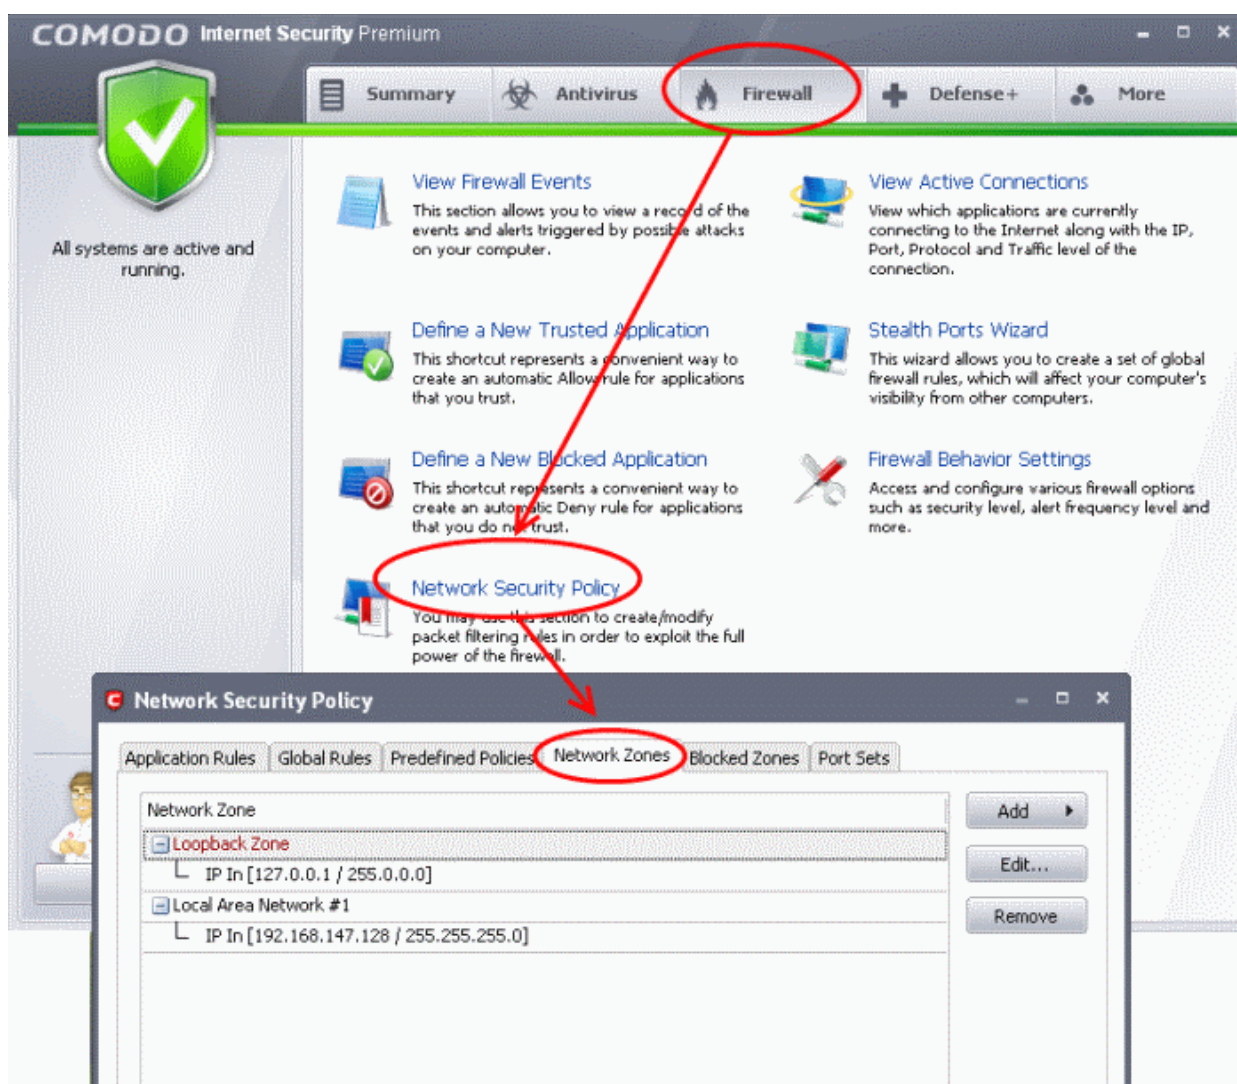 COMODO Internet Security Premium
Summary
Antivirus
Firewall
Defense+
More
All systems are active and
running.
View Firewall Events
This section allows you to view a record of the
events and alerts triggered by possible attacks
on your computer.
View Active Connections
View which applications are currently
connecting to the Internet along with the IP,
Port, Protocol and Traffic level of the
connection.
Define a New Trusted Application
This shortcut represents a convenient way to
create an automatic Allow rule for applications
that you trust.
Stealth Ports Wizard
This wizard allows you to create a set of global
firewall rules, which will affect your computer's
visibility from other computers.
Define a New Blocked Application
This shortcut represents a convenient way to
create an automatic Deny rule for applications
that you do not trust.
Firewall Behavior Settings
Access and configure various firewall options
such as security level, alert frequency level and
more.
Network Security Policy
You may use this section to create/modify
packet filtering rules in order to exploit the full
power of the firewall.
Network Security Policy
Application Rules
Global Rules
Predefined Policies
Network Zones
Blocked Zones
Port Sets
Network Zone
Loopback Zone
IP In [127.0.0.1 / 255.0.0.0]
Local Area Network #1
IP In [192.168.147.128 / 255.255.255.0]
Add
Edit...
Remove